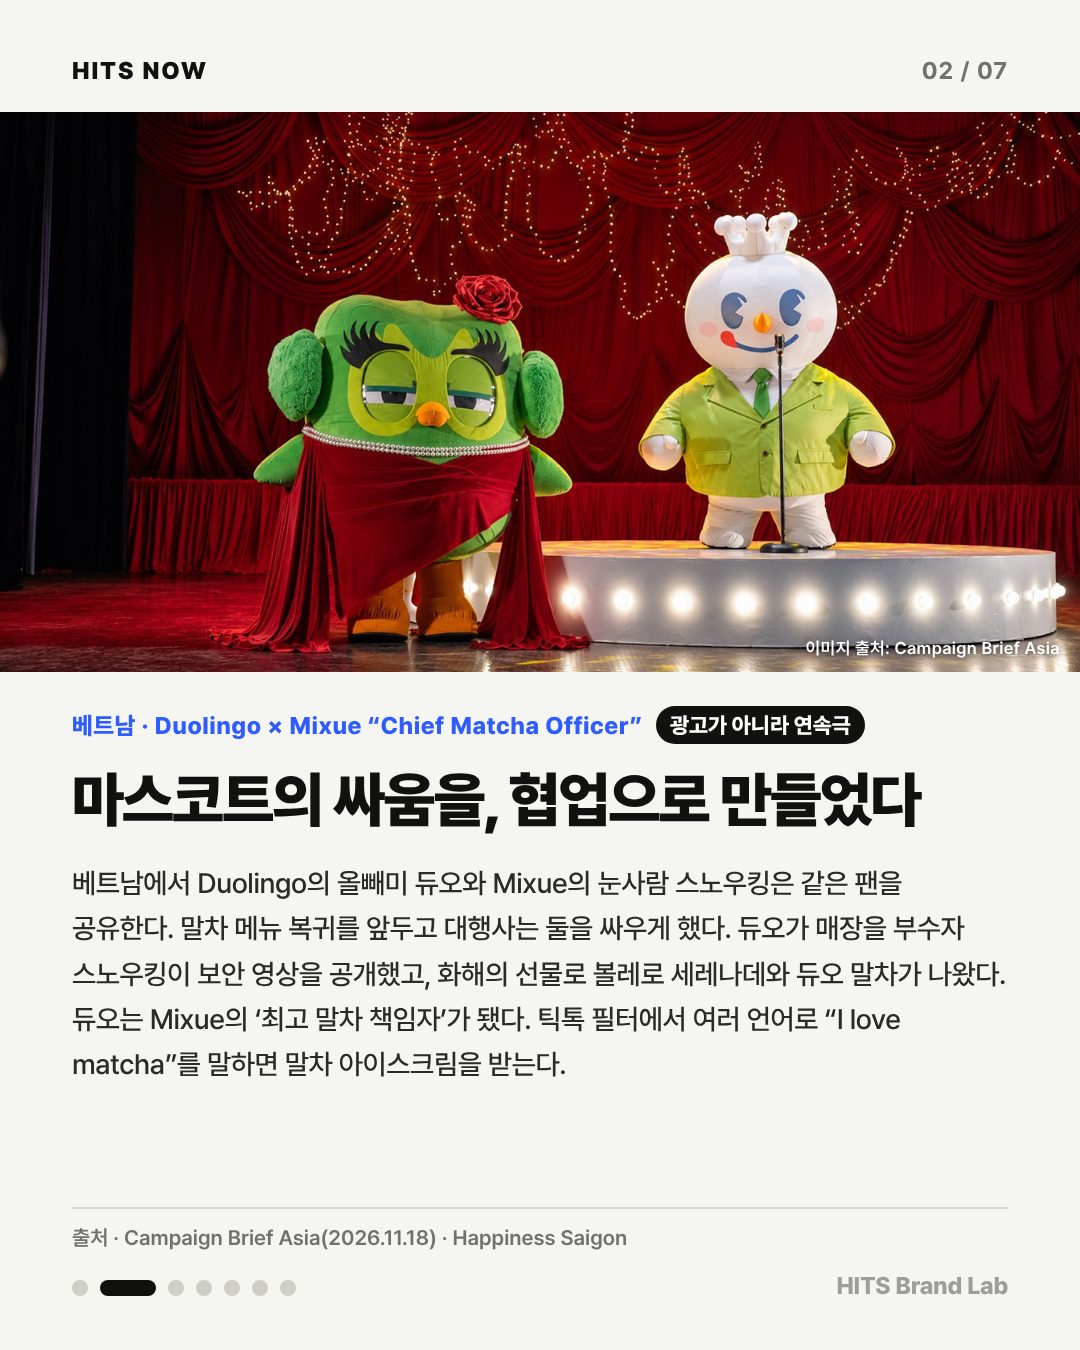 HITS NOW
02 / 07
이미지 출처: Campaign Brief Asia
베트남 · Duolingo × Mixue “Chief Matcha Officer”
광고가 아니라 연속극
마스코트의 싸움을, 협업으로 만들었다
베트남에서 Duolingo의 올빼미 듀오와 Mixue의 눈사람 스노우킹은 같은 팬을
공유한다. 말차 메뉴 복귀를 앞두고 대행사는 둘을 싸우게 했다. 듀오가 매장을 부수자
스노우킹이 보안 영상을 공개했고, 화해의 선물로 볼레로 세레나데와 듀오 말차가 나왔다.
듀오는 Mixue의 ‘최고 말차 책임자’가 됐다. 틱톡 필터에서 여러 언어로 “I love
matcha”를 말하면 말차 아이스크림을 받는다.
출처 · Campaign Brief Asia(2026.11.18) · Happiness Saigon
HITS Brand Lab